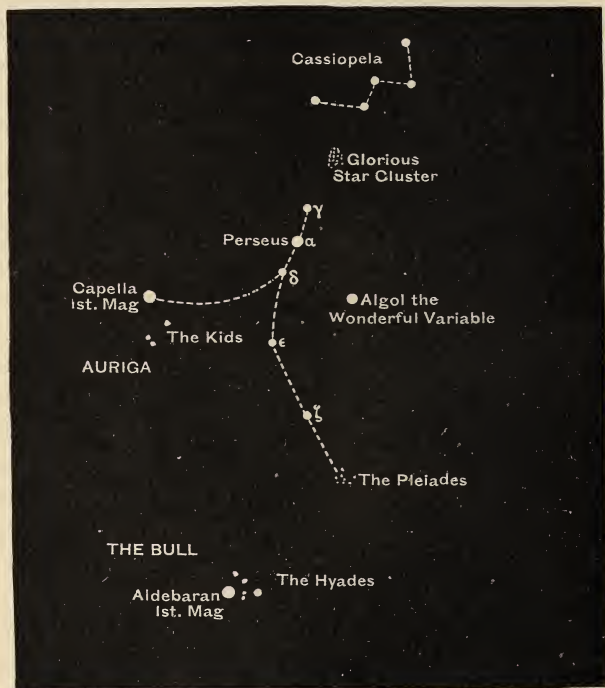 Cassiopela
Glorious
Star Cluster
γ
Perseus α
δ
Capella
1st. Mag
Algol the
Wonderful Variable
The Kids
ε
AURIGA
ζ
The Pleiades
THE BULL
The Hyades
Aldebaran
1st. Mag